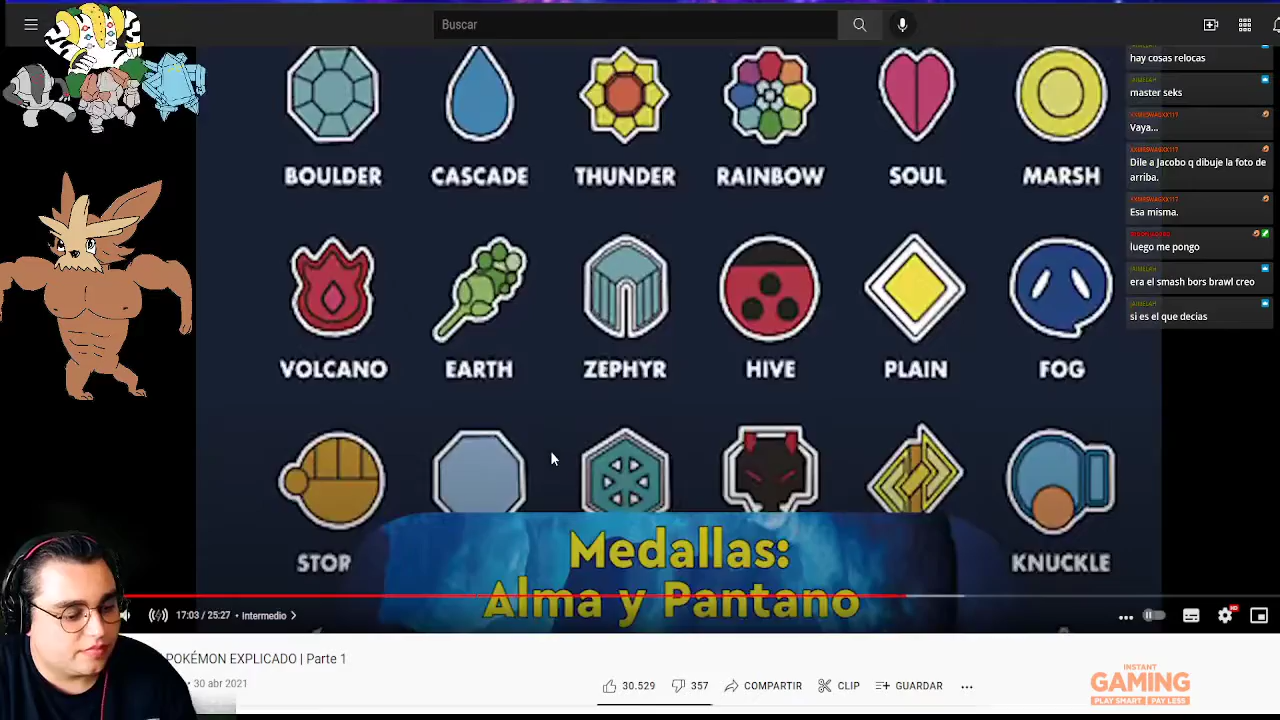 Buscar
BOULDER CASCADE THUNDER RAINBOW SOUL MARSH
VOLCANO EARTH ZEPHYR HIVE PLAIN FOG
STOR KNUCKLE
Medallas:
Alma y Pantano
17:03 / 25:27 • Intermedio
HD
POKÉMON EXPLICADO | Parte 1
30 abr 2021
30.529 357 COMPARTIR CLIP GUARDAR
INSTANT
GAMING
PLAY SMART PAY LESS
hay cosas relocas
master seks
Vaya...
Dile a Jacobo q dibuje la foto de
arriba.
Esa misma.
luego me pongo
era el smash bors brawl creo
si es el que decias